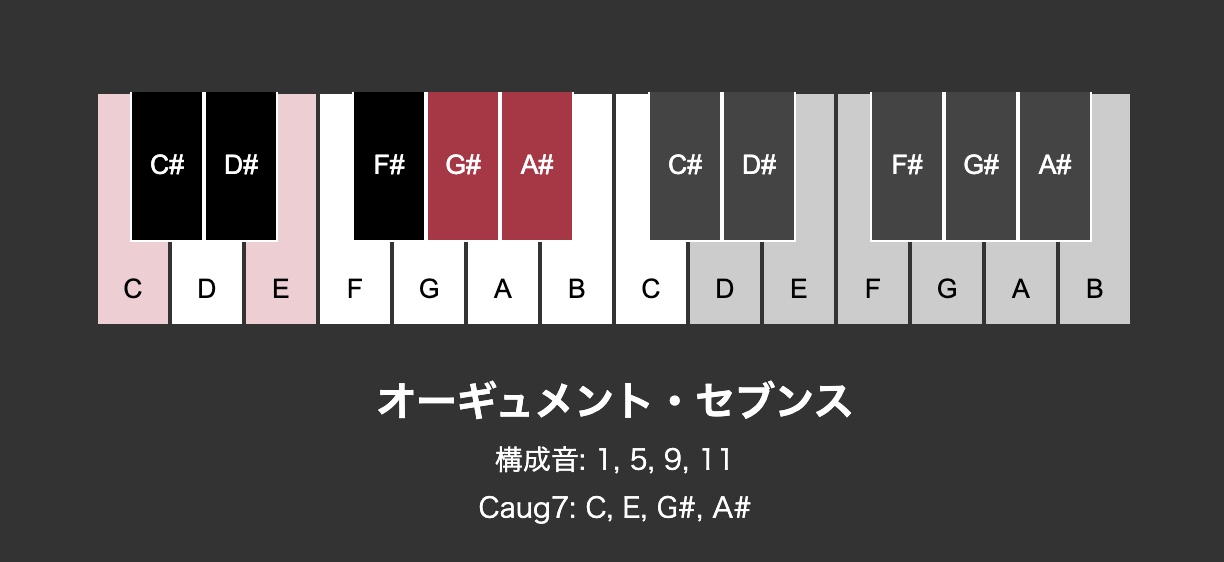 C# D# F# G# A# C# D# F# G# A#
C D E F G A B C D E F G A B
オーギュメント・セブンス
構成音: 1, 5, 9, 11
Caug7: C, E, G#, A#